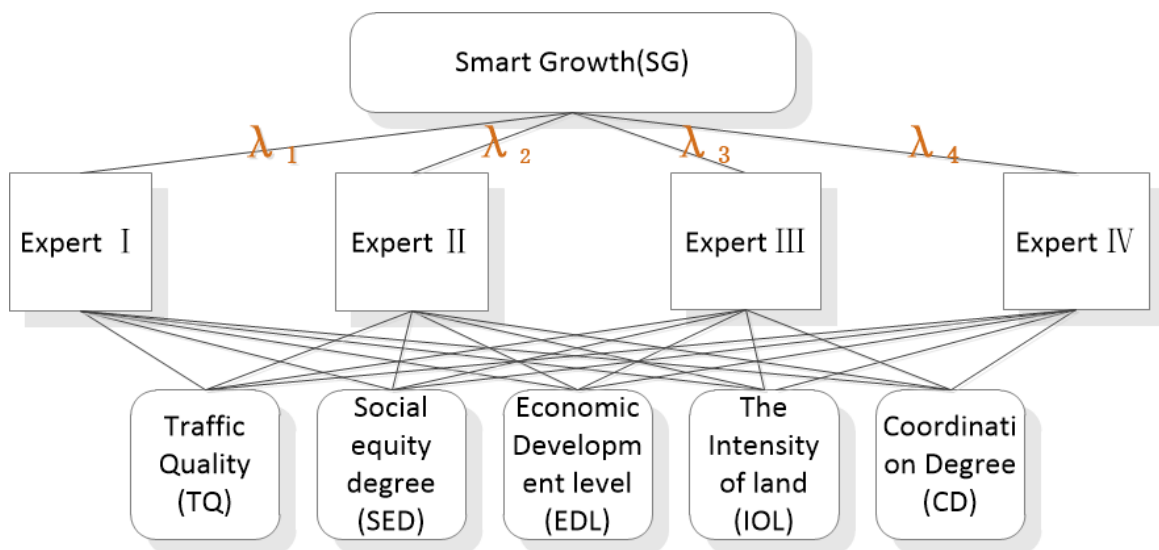 Smart Growth(SG)
λ 1
λ 2
λ 3
λ 4
Expert Ⅰ
Expert Ⅱ
Expert Ⅲ
Expert Ⅳ
Traffic
Quality
(TQ)
Social
equity
degree
(SED)
Economic
Developm
ent level
(EDL)
The
Intensity
of land
(IOL)
Coordinati
on Degree
(CD)